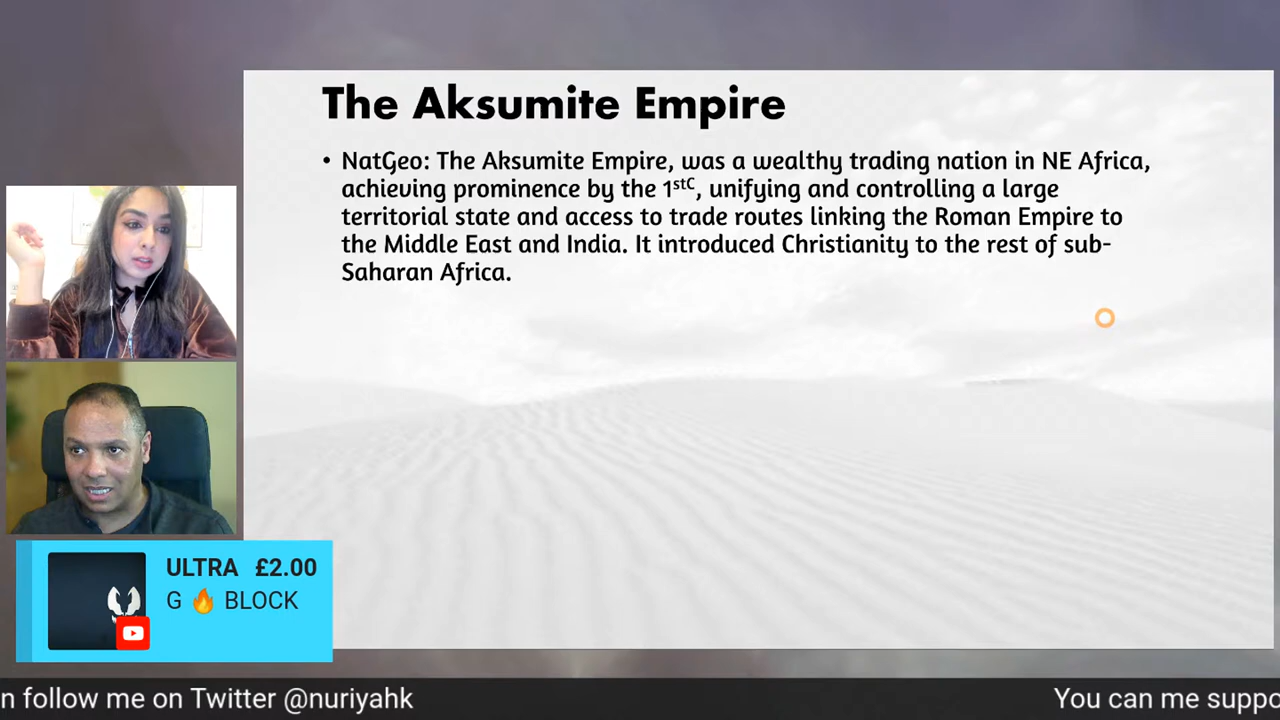 The Aksumite Empire
• NatGeo: The Aksumite Empire, was a wealthy trading nation in NE Africa,
achieving prominence by the 1stC, unifying and controlling a large
territorial state and access to trade routes linking the Roman Empire to
the Middle East and India. It introduced Christianity to the rest of sub-
Saharan Africa.
ULTRA £2.00
G 🔥 BLOCK
n follow me on Twitter @nuriyahk
You can me suppo